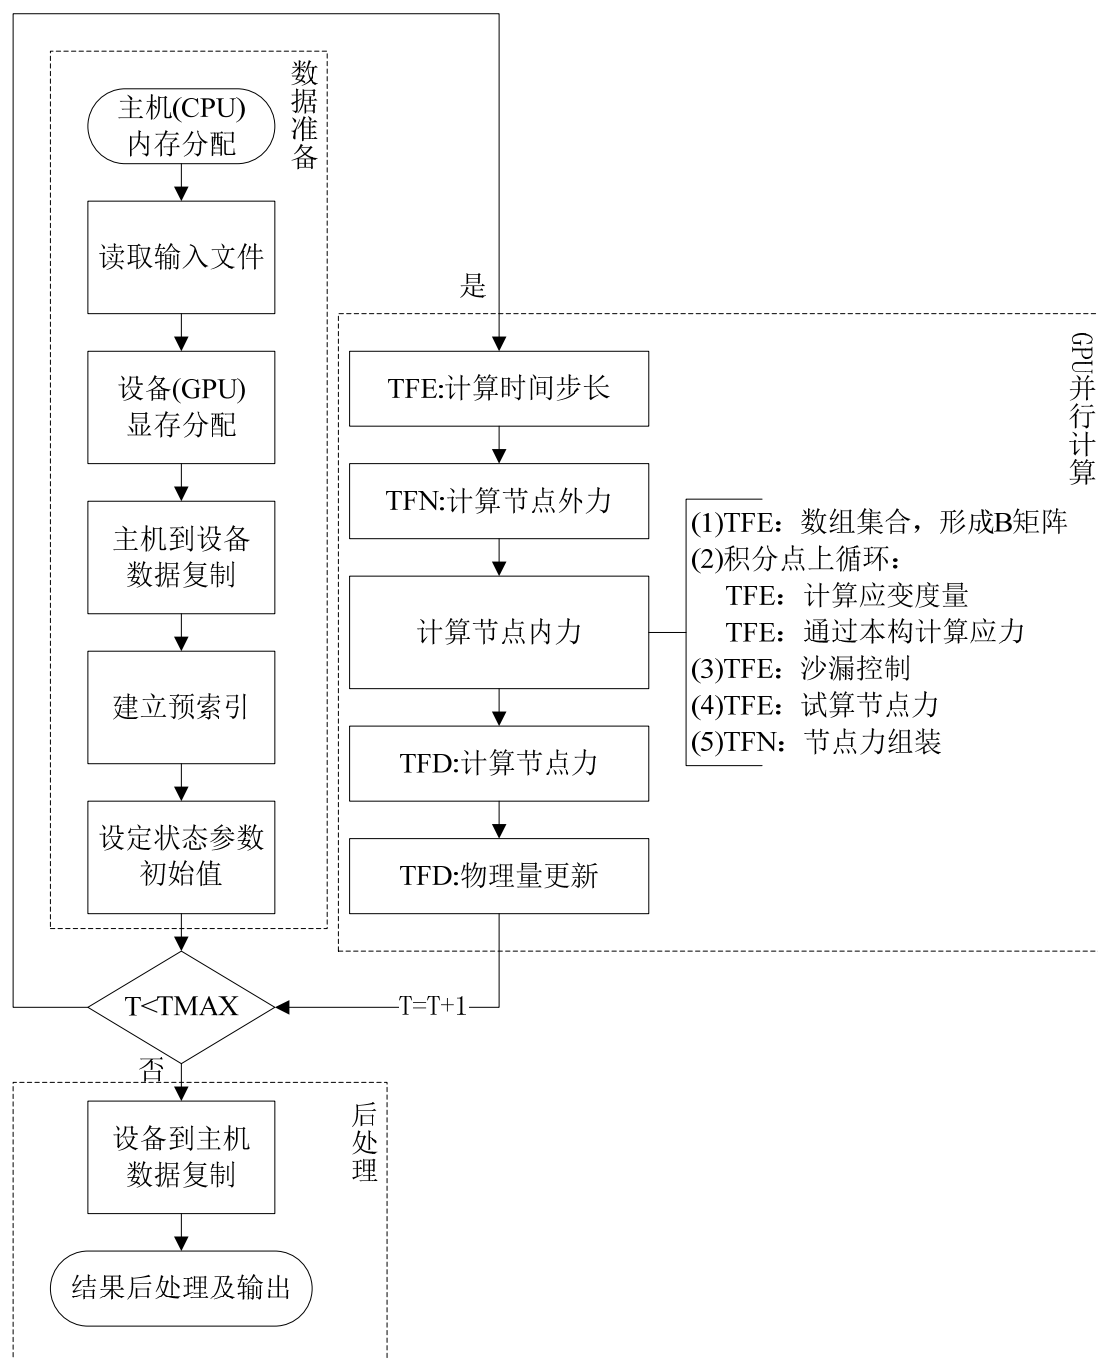 数据准备
主机(CPU)
内存分配
读取输入文件
设备(GPU)
显存分配
主机到设备
数据复制
建立预索引
设定状态参数
初始值
T<TMAX
是
GPU并行计算
TFE:计算时间步长
TFN:计算节点外力
计算节点内力
(1)TFE：数组集合，形成B矩阵
(2)积分点上循环：
TFE：计算应变度量
TFE：通过本构计算应力
(3)TFE：沙漏控制
(4)TFE：试算节点力
(5)TFN：节点力组装
TFD:计算节点力
TFD:物理量更新
T=T+1
否
后处理
设备到主机
数据复制
结果后处理及输出